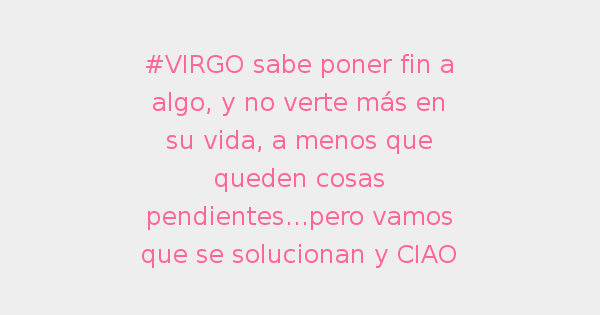 #VIRGO sabe poner fin a
algo, y no verte más en
su vida, a menos que
queden cosas
pendientes...pero vamos
que se solucionan y CIAO